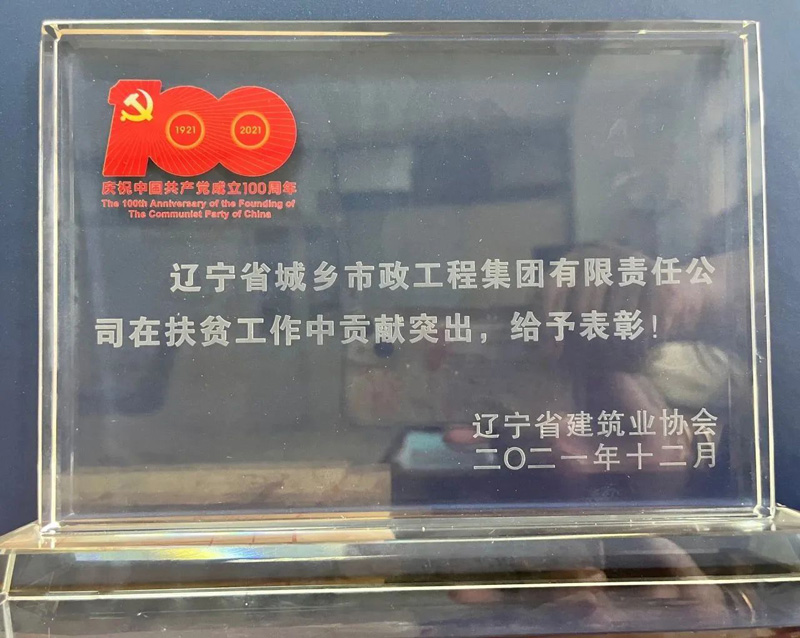 100
1921
2021
庆祝中国共产党成立100周年
The 100th Anniversary of the Founding of
The Communist Party of China
辽宁省城乡市政工程集团有限责任公
司在扶贫工作中贡献突出，给予表彰！
辽宁省建筑业协会
二〇二一年十二月